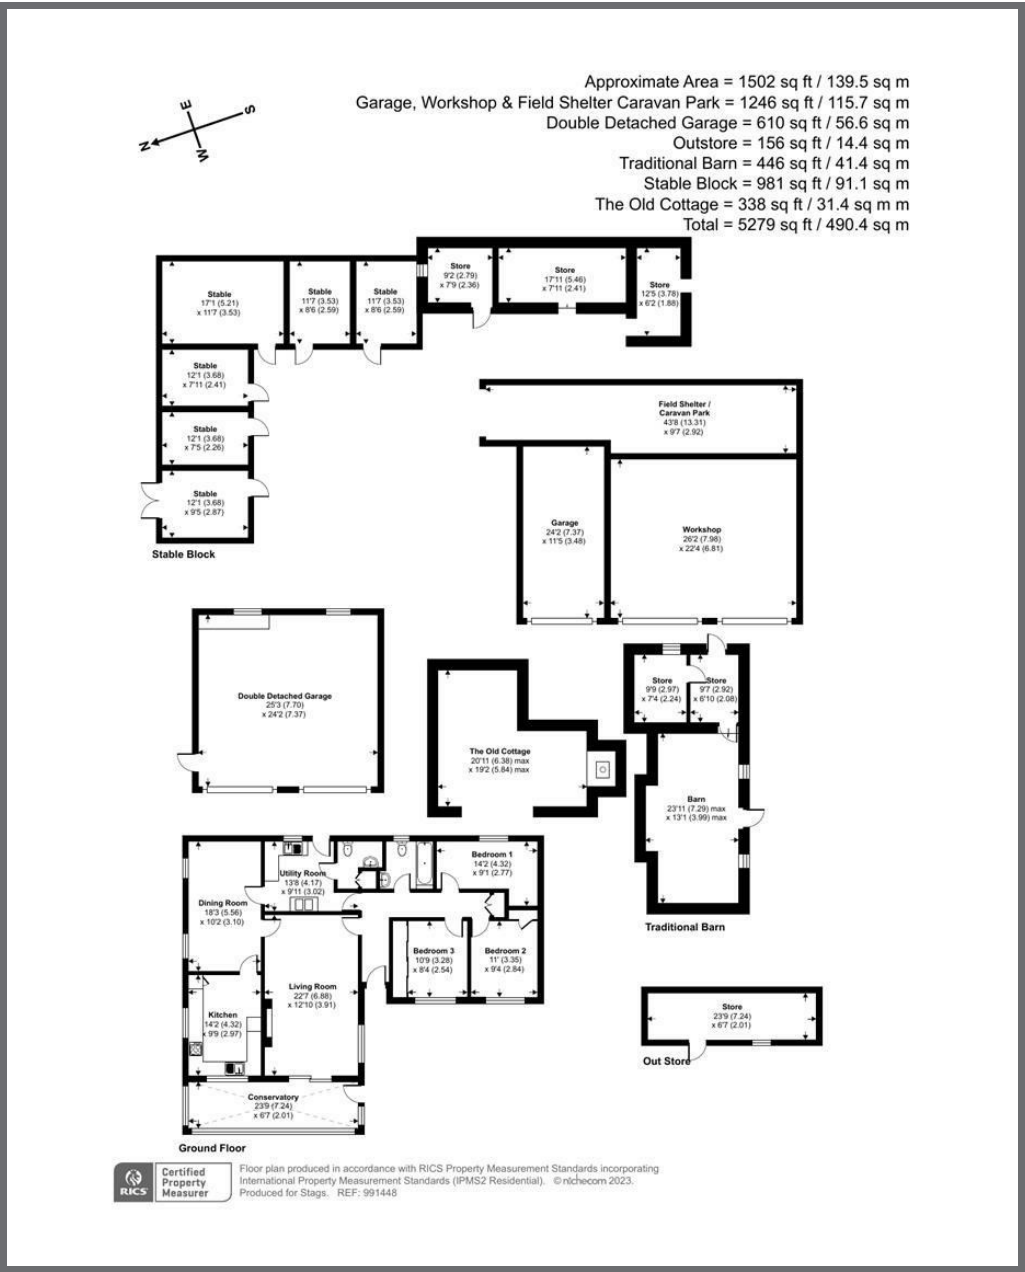 Approximate Area = 1502 sq ft / 139.5 sq m
Garage, Workshop & Field Shelter Caravan Park = 1246 sq ft / 115.7 sq m
Double Detached Garage = 610 sq ft / 56.6 sq m
Outstore = 156 sq ft / 14.4 sq m
Traditional Barn = 446 sq ft / 41.4 sq m
Stable Block = 981 sq ft / 91.1 sq m
The Old Cottage = 338 sq ft / 31.4 sq m m
Total = 5279 sq ft / 490.4 sq m
E
S
N
W
Stable
17'1 (5.21)
x 11'7 (3.53)
Stable
11'7 (3.53)
x 8'6 (2.59)
Stable
11'7 (3.53)
x 8'6 (2.59)
Store
9'2 (2.79)
x 7'9 (2.36)
Store
17'11 (5.46)
x 7'11 (2.41)
Store
12'5 (3.78)
x 6'2 (1.88)
Stable
12'1 (3.68)
x 7'11 (2.41)
Stable
12'1 (3.68)
x 7'5 (2.26)
Stable
12'1 (3.68)
x 9'5 (2.87)
Stable Block
Field Shelter /
Caravan Park
43'8 (13.31)
x 9'7 (2.92)
Garage
24'2 (7.37)
x 11'5 (3.48)
Workshop
26'2 (7.98)
x 22'4 (6.81)
Double Detached Garage
25'3 (7.70)
x 24'2 (7.37)
The Old Cottage
20'11 (6.38) max
x 19'2 (5.84) max
Store
9'9 (2.97)
x 7'4 (2.24)
Store
9'7 (2.92)
x 6'10 (2.08)
Barn
23'11 (7.29) max
x 13'1 (3.99) max
Traditional Barn
Utility Room
13'8 (4.17)
x 9'11 (3.02)
Bedroom 1
14'2 (4.32)
x 9'1 (2.77)
Dining Room
18'3 (5.56)
x 10'2 (3.10)
Bedroom 3
10'9 (3.28)
x 8'4 (2.54)
Bedroom 2
11' (3.35)
x 9'4 (2.84)
Living Room
22'7 (6.88)
x 12'10 (3.91)
Kitchen
14'2 (4.32)
x 9'9 (2.97)
Conservatory
23'9 (7.24)
x 6'7 (2.01)
Ground Floor
Store
23'9 (7.24)
x 6'7 (2.01)
Out Store
RICS
Certified
Property
Measurer
Floor plan produced in accordance with RICS Property Measurement Standards incorporating
International Property Measurement Standards (IPMS2 Residential). © nıchecom 2023.
Produced for Stags. REF: 991448